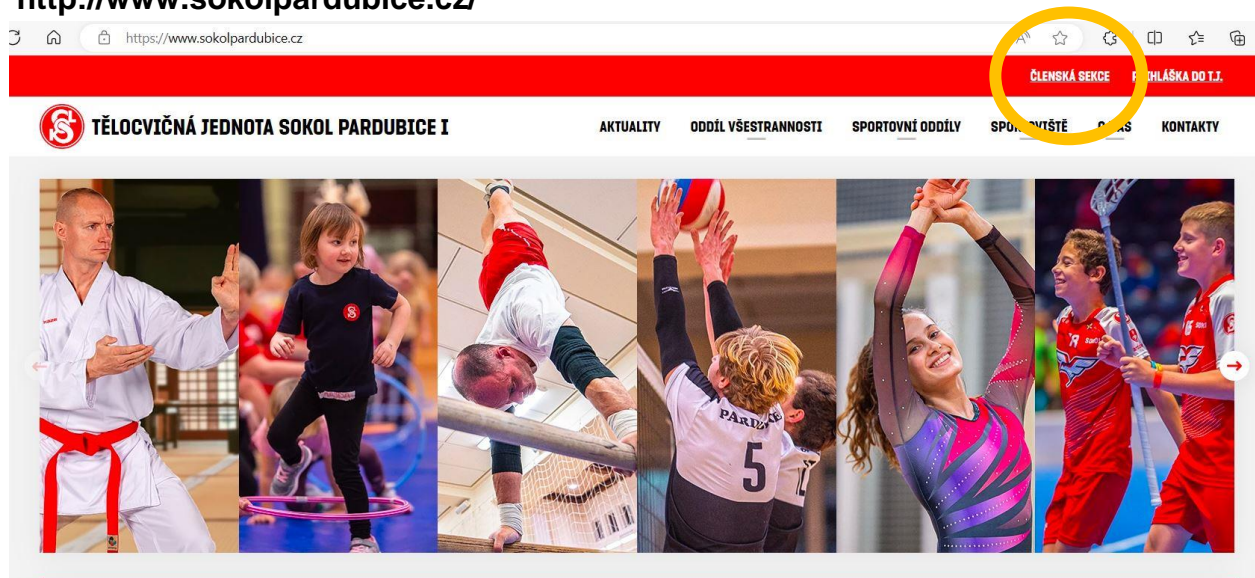 http://www.sokolpardubice.cz/
https://www.sokolpardubice.cz
ČLENSKÁ SEKCE
DO T.J.
TĚLOCVIČNÁ JEDNOTA SOKOL PARDUBICE I
AKTUALITY ODDÍL VŠESTRANNOSTI SPORTOVNÍ ODDÍLY KONTAKTY
5